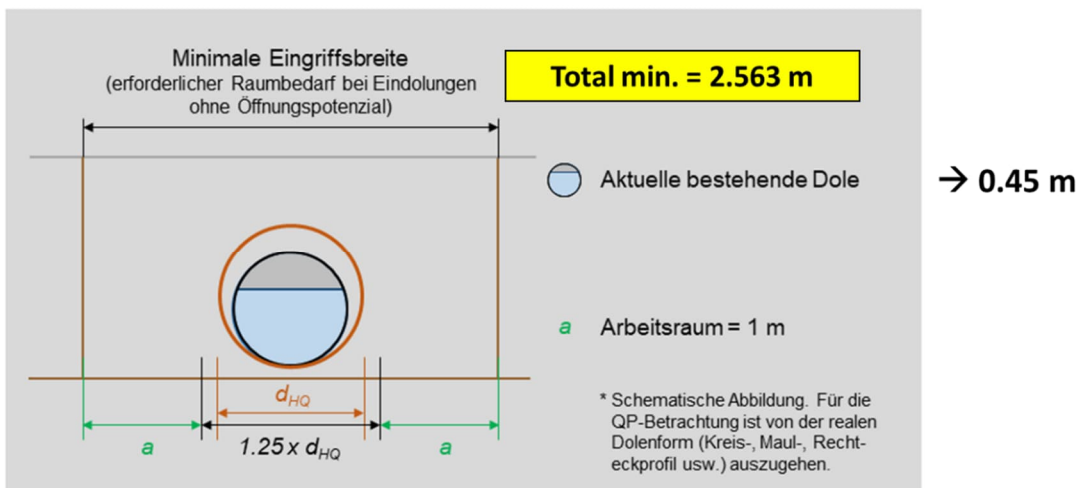 Minimale Eingriffsbreite
(erforderlicher Raumbedarf bei Eindolungen
ohne Öffnungspotenzial)
Total min. = 2.563 m
Aktuelle bestehende Dole
→ 0.45 m
a Arbeitsraum = 1 m
dHQ
a
1.25 x dHQ
a
* Schematische Abbildung. Für die
QP-Betrachtung ist von der realen
Dolenform (Kreis-, Maul-, Recht-
eckprofil usw.) auszugehen.